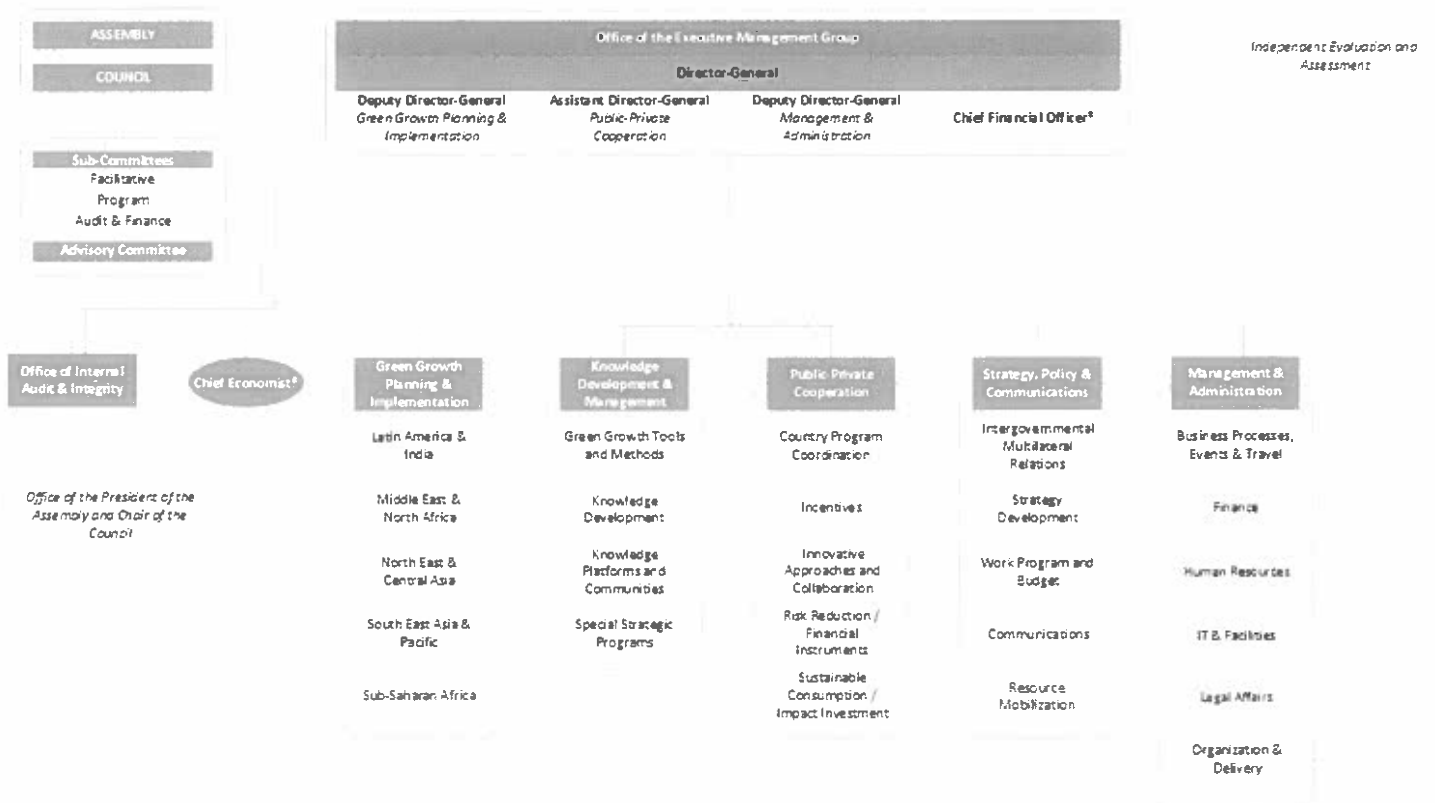 ASSEMBLY
COUNCIL
Sub-Committees
Facilitative
Program
Audit & Finance
Advisory Committee
Office of the Executive Management Group
Director-General
Deputy Director-General
Green Growth Planning &
Implementation
Assistant Director-General
Public-Private
Cooperation
Deputy Director-General
Management &
Administration
Chief Financial Officer*
Independent Evaluation and
Assessment
Office of Internal
Audit & Integrity
Office of the President of the
Assembly and Chair of the
Council
Chief Economist*
Green Growth
Planning &
Implementation
Latin America &
India
Middle East &
North Africa
North East &
Central Asia
South East Asia &
Pacific
Sub-Saharan Africa
Knowledge
Development &
Management
Green Growth Tools
and Methods
Knowledge
Development
Knowledge
Platforms and
Communities
Special Strategic
Programs
Public Private
Cooperation
Country Program
Coordination
Incentives
Innovative
Approaches and
Collaboration
Risk Reduction /
Financial
Instruments
Sustainable
Consumption /
Impact Investment
Strategy, Policy &
Communications
Intergovernmental
Multilateral
Relations
Strategy
Development
Work Program and
Budget
Communications
Resource
Mobilization
Management &
Administration
Business Processes,
Events & Travel
Finance
Human Resources
IT & Facilities
Legal Affairs
Organization &
Delivery